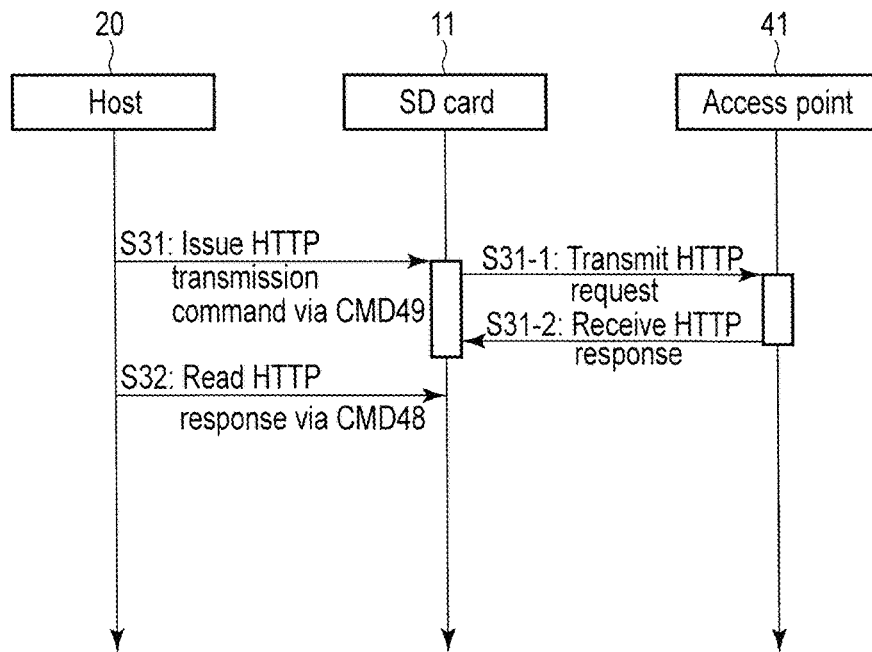 20
11
41
Host
SD card
Access point
S31: Issue HTTP
transmission
command via CMD49
S31-1: Transmit HTTP
request
S31-2: Receive HTTP
response
S32: Read HTTP
response via CMD48